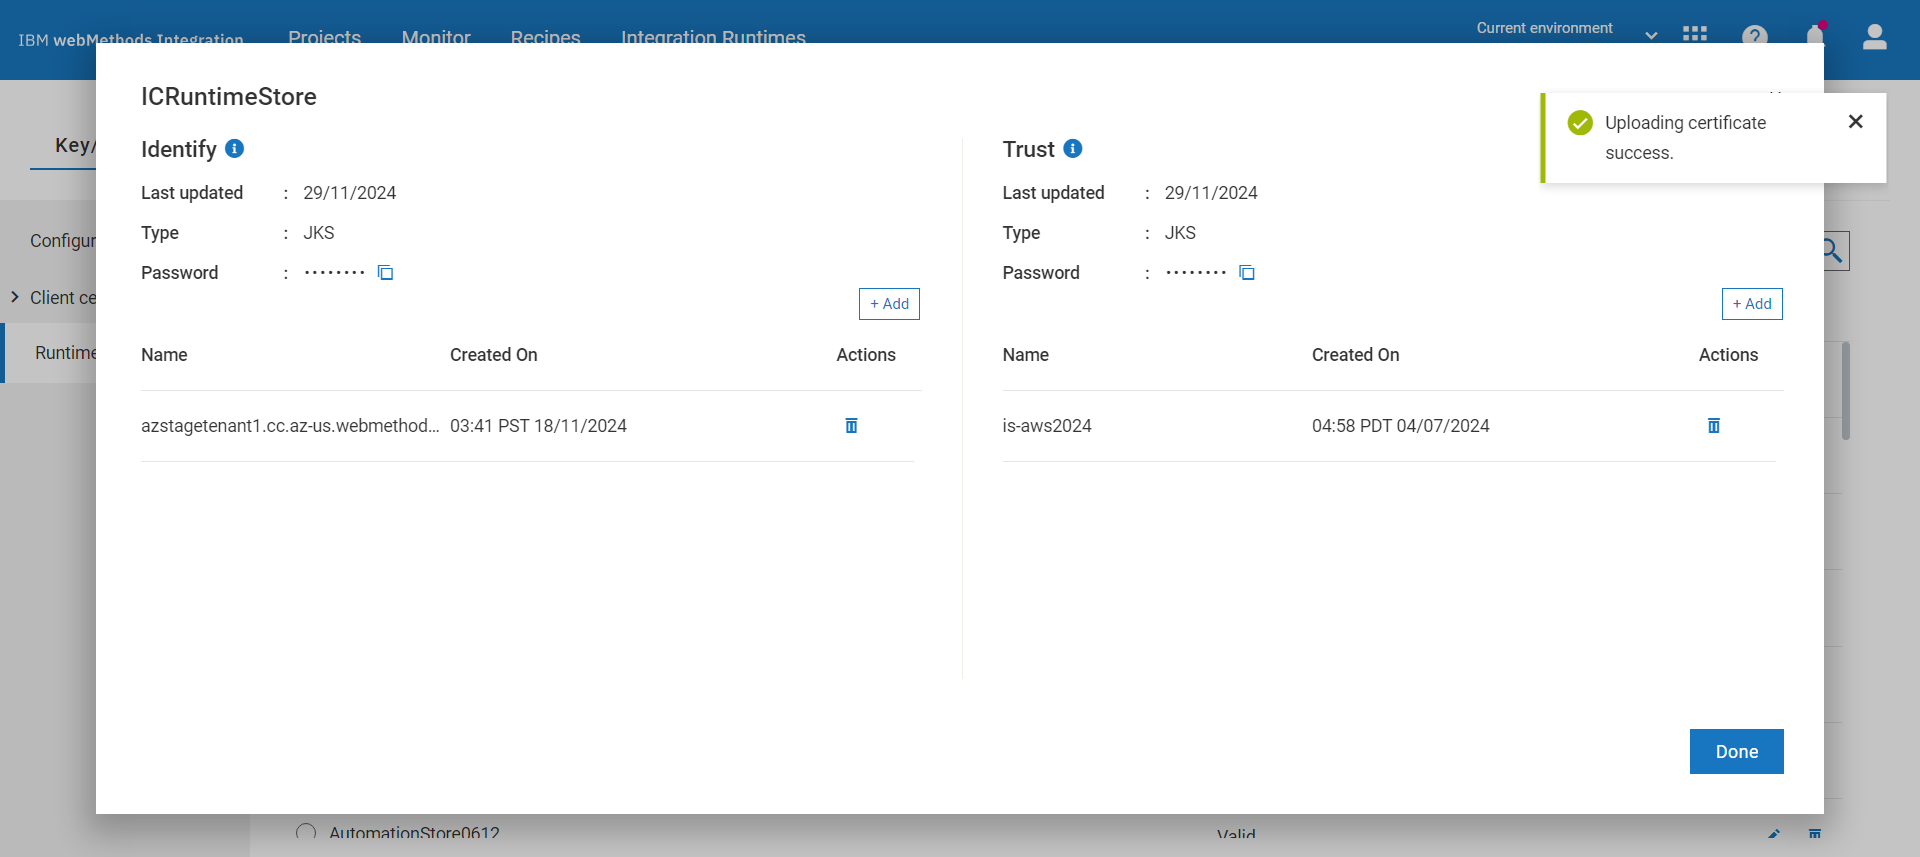 IBM webMethods Integration
Projects
Monitor
Recipes
Integration Runtimes
Current environment
ICRuntimeStore
Uploading certificate
success.
Key/
Configur
Client ce
Runtime
Identify
Last updated : 29/11/2024
Type : JKS
Password : ••••••••
+ Add
Name Created On Actions
azstagetenant1.cc.az-us.webmethod... 03:41 PST 18/11/2024
Trust
Last updated : 29/11/2024
Type : JKS
Password : ••••••••
+ Add
Name Created On Actions
is-aws2024 04:58 PDT 04/07/2024
Done
AutomationStore0612 Valid